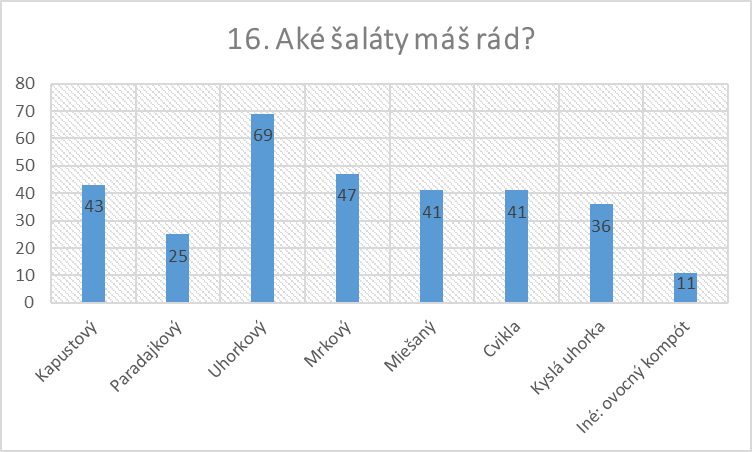 16. Aké šaláty máš rád?
80
70
60
50
40
30
20
10
0
43
25
69
47
41
41
36
11
Kapustový
Paradajkový
Uhorkový
Mrkový
Miešaný
Cvikla
Kyslá uhorka
Iné: ovocný kompót